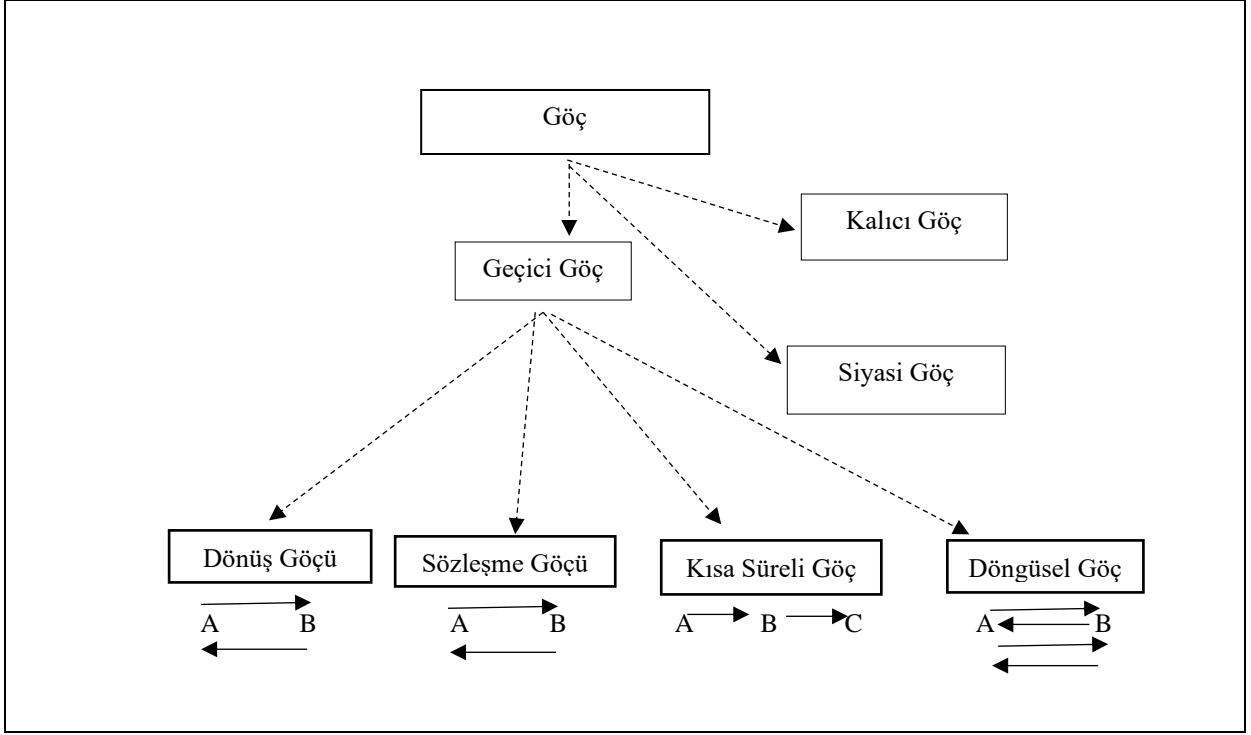 Göç
Kalıcı Göç
Geçici Göç
Siyasi Göç
Dönüş Göçü
Sözleşme Göçü
Kısa Süreli Göç
Döngüsel Göç
A B
A B
A B C
A B